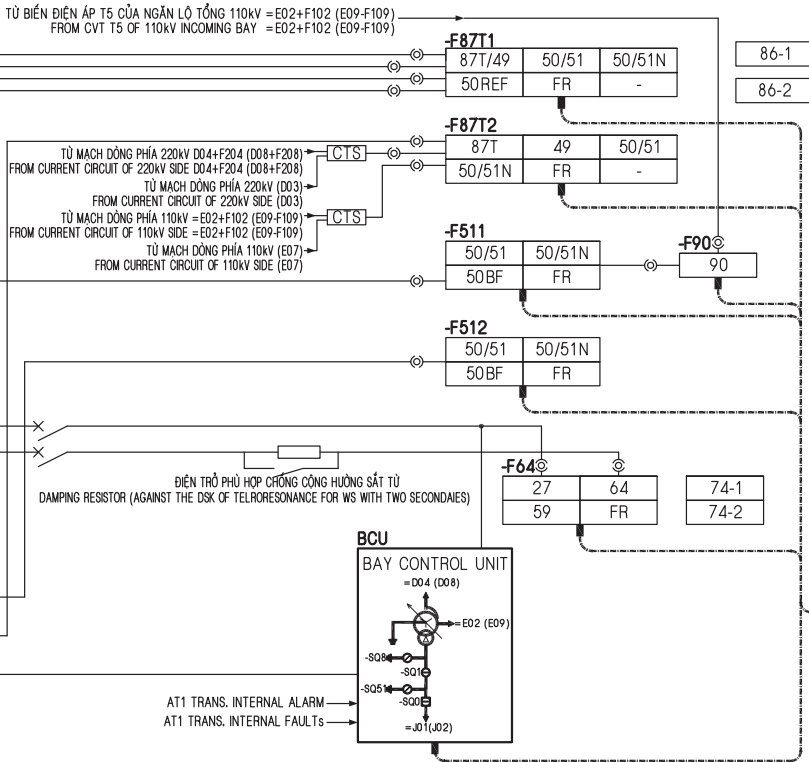 TỪ BIẾN ĐIỆN ÁP T5 CỦA NGĂN LỘ TỔNG 110kV =E02+F102 (E09-F109)
FROM CVT T5 OF 110kV INCOMING BAY =E02+F102 (E09-F109)
-F87T1
87T/49 50/51 50/51N
50REF FR -
86-1
86-2
-F87T2
87T 49 50/51
50/51N FR -
TỪ MẠCH DÒNG PHÍA 220kV D04+F204 (D08+F208)
FROM CURRENT CIRCUIT OF 220kV SIDE D04+F204 (D08+F208)
CTS
TỪ MẠCH DÒNG PHÍA 220kV (D03)
FROM CURRENT CIRCUIT OF 220kV SIDE (D03)
TỪ MẠCH DÒNG PHÍA 110kV =E02+F102 (E09-F109)
FROM CURRENT CIRCUIT OF 110kV SIDE =E02+F102 (E09-F109)
CTS
TỪ MẠCH DÒNG PHÍA 110kV (E07)
FROM CURRENT CIRCUIT OF 110kV SIDE (E07)
-F511
50/51 50/51N
50BF FR
-F90
90
-F512
50/51 50/51N
50BF FR
ĐIỆN TRỞ PHÙ HỢP CHỐNG CỘNG HƯỞNG SẮT TỪ
DAMPING RESISTOR (AGAINST THE DSK OF TELRORESONANCE FOR WS WITH TWO SECONDAIES)
-F64
27 64
59 FR
74-1
74-2
BCU
BAY CONTROL UNIT
=D04 (D08)
=E02 (E09)
-SQ8
-SQ1
-SQ51
-SQ0
=J01(J02)
AT1 TRANS. INTERNAL ALARM
AT1 TRANS. INTERNAL FAULTs